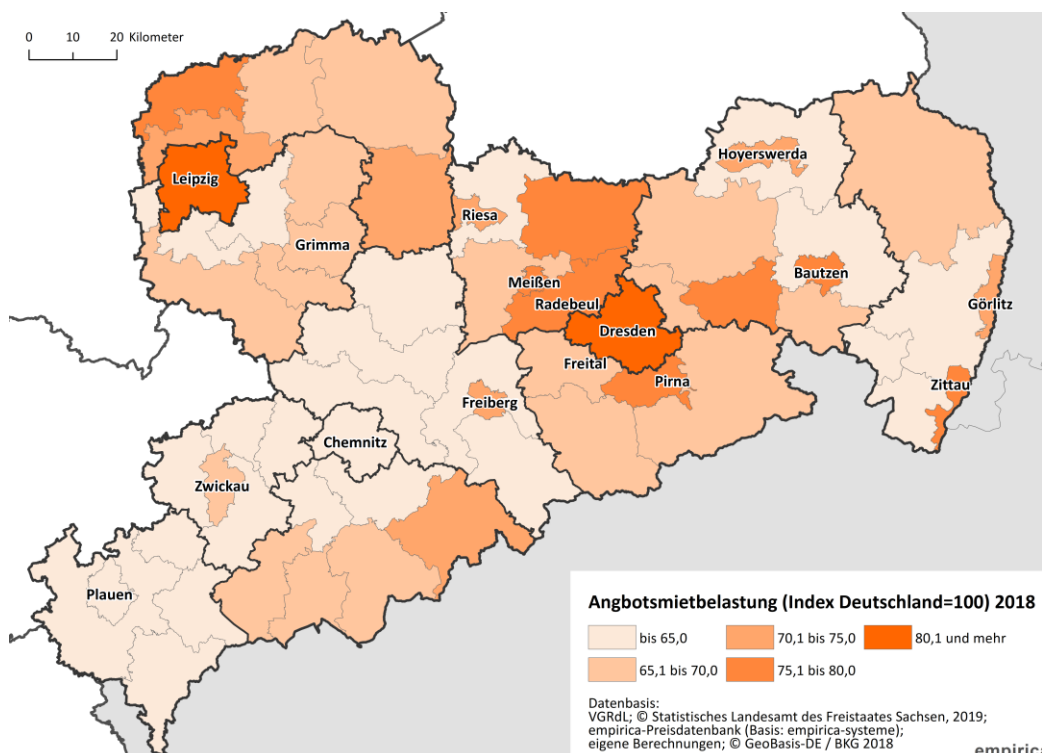 0 10 20 Kilometer
Hoyerswerda
Leipzig
Riesa
Grimma
Bautzen
Meißen
Görlitz
Radebeul
Dresden
Freital
Pirna
Zittau
Freiberg
Chemnitz
Zwickau
Plauen
Angbotsmietbelastung (Index Deutschland=100) 2018
bis 65,0
70,1 bis 75,0
80,1 und mehr
65,1 bis 70,0
75,1 bis 80,0
Datenbasis:
VGRdL; © Statistisches Landesamt des Freistaates Sachsen, 2019;
empirica-Preisdatenbank (Basis: empirica-systeme);
eigene Berechnungen; © GeoBasis-DE / BKG 2018
empirica